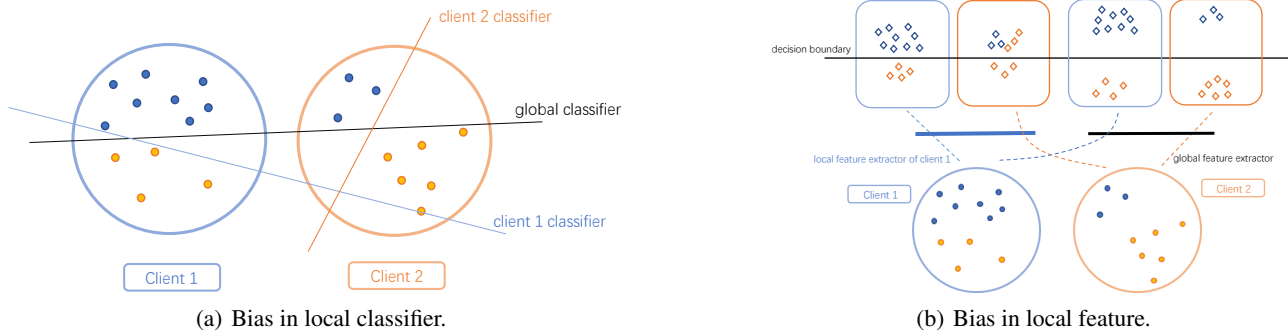 client 2 classifier
global classifier
client 1 classifier
Client 1
Client 2
(a) Bias in local classifier.
decision boundary
local feature extractor of client 1
global feature extractor
Client 1
Client 2
(b) Bias in local feature.